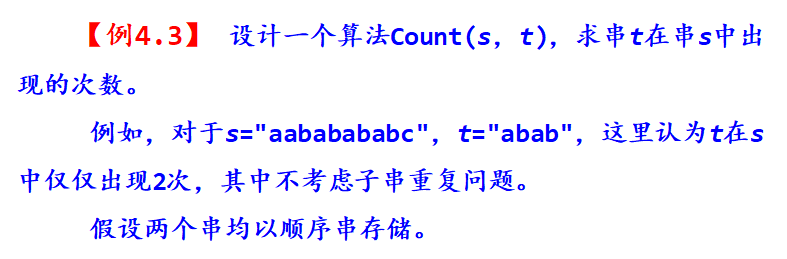 【例4.3】 设计一个算法Count(s，t)，求串t在串s中出
现的次数。
例如，对于s="aababababc"，t="abab"，这里认为t在s
中仅仅出现2次，其中不考虑子串重复问题。
假设两个串均以顺序串存储。